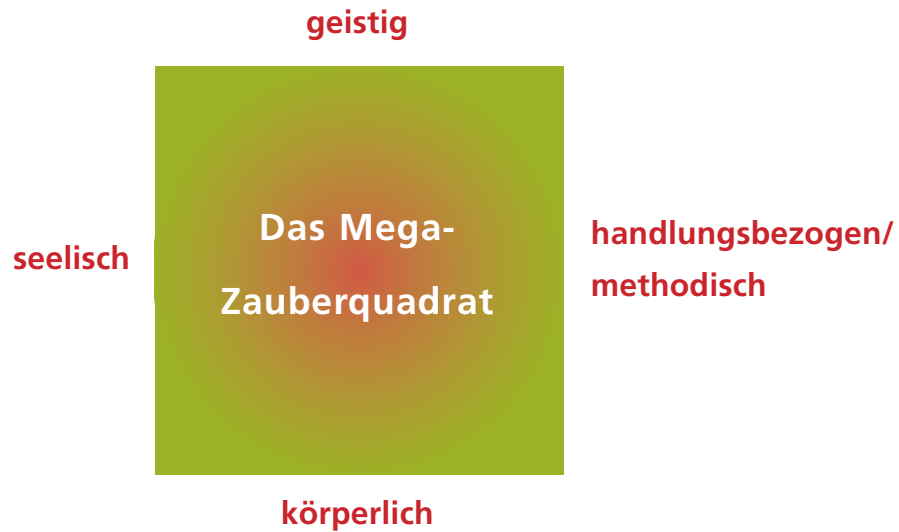 geistig
Das Mega-
Zauberquadrat
seelisch
handlungsbezogen/
methodisch
körperlich